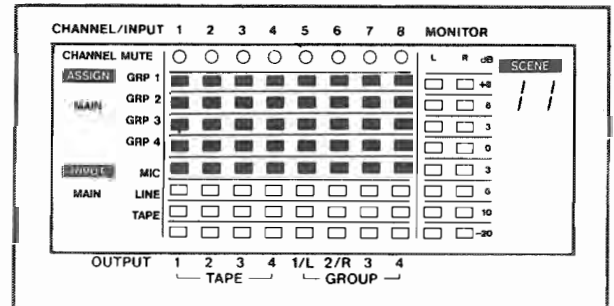 CHANNEL/INPUT 1 2 3 4 5 6 7 8 MONITOR
CHANNEL MUTE L R dB SCENE
ASSIGN GRP 1 +8
MAIN GRP 2 6
GRP 3 3
GRP 4 0
INPUT MIC 3
MAIN LINE 6
TAPE 10
-20
OUTPUT 1 2 3 4 1/L 2/R 3 4
TAPE GROUP